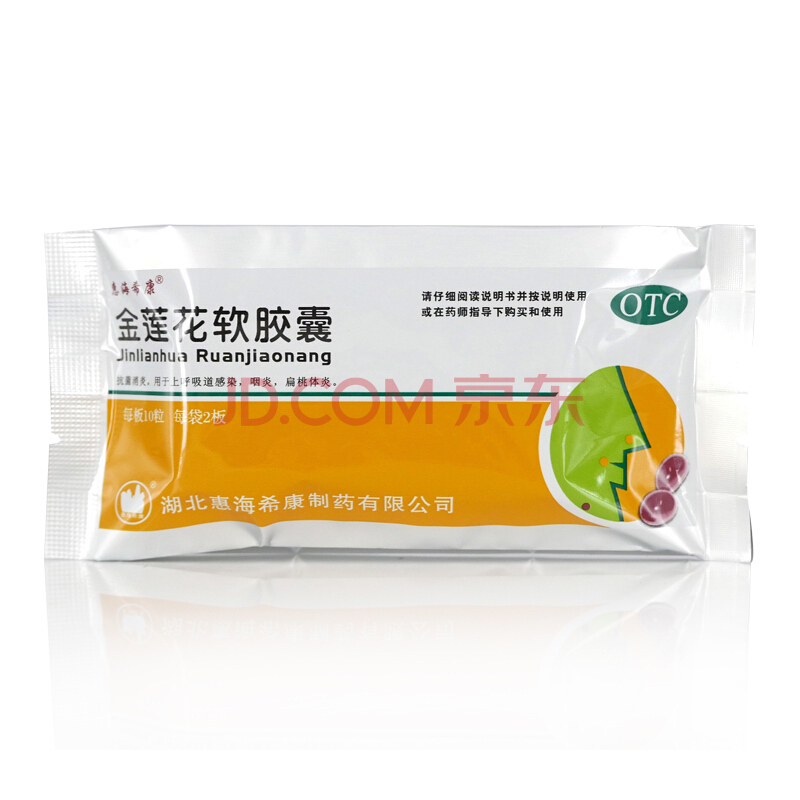 惠海希康®
金莲花软胶囊
Jinlianhua Ruanjiaonang
抗菌消炎。用于上呼吸道感染，咽炎，扁桃体炎。
每板10粒 每袋2板
请仔细阅读说明书并按说明使用
或在药师指导下购买和使用
OTC
JD.COM 京东
®
湖北惠海希康制药有限公司